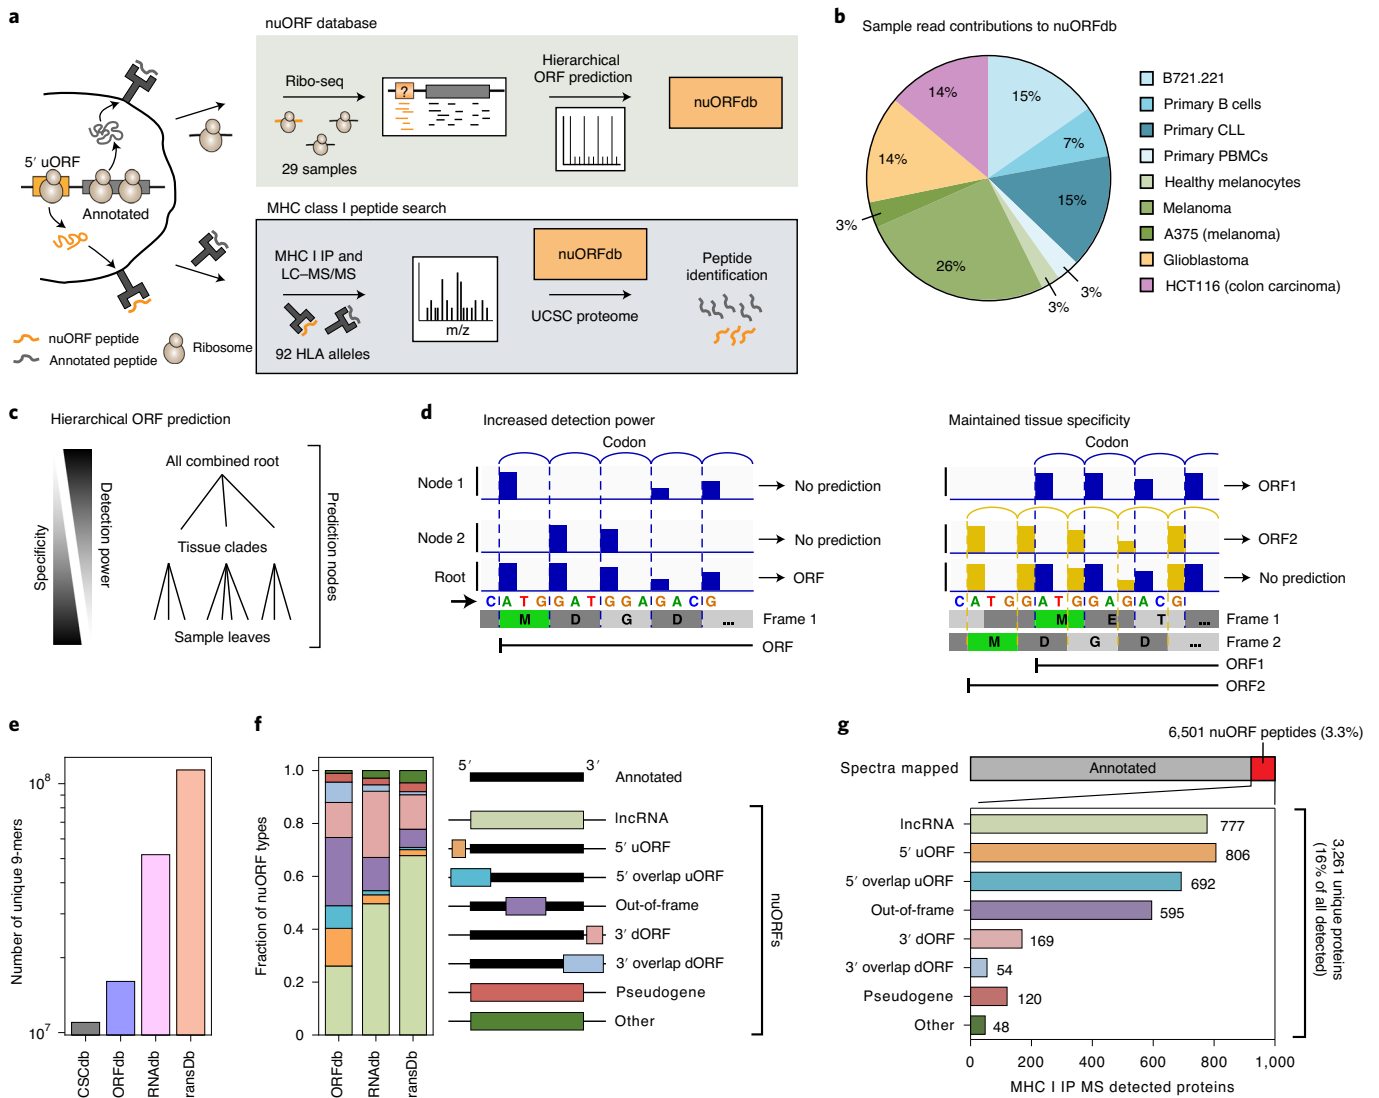 a
nuORF database
Ribo-seq
29 samples
?
Hierarchical
ORF prediction
nuORFdb
5′ uORF
Annotated
MHC class I peptide search
MHC I IP and
LC–MS/MS
92 HLA alleles
m/z
nuORFdb
UCSC proteome
Peptide
identification
nuORF peptide
Annotated peptide
Ribosome
b
Sample read contributions to nuORFdb
15%
7%
15%
3%
3%
26%
3%
14%
14%
B721.221
Primary B cells
Primary CLL
Primary PBMCs
Healthy melanocytes
Melanoma
A375 (melanoma)
Glioblastoma
HCT116 (colon carcinoma)
c
Hierarchical ORF prediction
Specificity
Detection power
All combined root
Tissue clades
Sample leaves
Prediction nodes
d
Increased detection power
Codon
Node 1
No prediction
Node 2
No prediction
Root
ORF
C A T G G A T G G A G A C G
M D G D ...
Frame 1
ORF
Maintained tissue specificity
Codon
ORF1
ORF2
No prediction
C A T G G A T G G A G A C G
M E T ...
Frame 1
M D G D ...
Frame 2
ORF1
ORF2
e
Number of unique 9-mers
10⁸
10⁷
CSCdb
ORFdb
RNAdb
ransDb
f
Fraction of nuORF types
1.0
0.8
0.6
0.4
0.2
0
ORFdb
RNAdb
ransDb
5′ 3′
Annotated
lncRNA
5′ uORF
5′ overlap uORF
Out-of-frame
3′ dORF
3′ overlap dORF
Pseudogene
Other
nuORFs
g
6,501 nuORF peptides (3.3%)
Spectra mapped
Annotated
lncRNA 777
5′ uORF 806
5′ overlap uORF 692
Out-of-frame 595
3′ dORF 169
3′ overlap dORF 54
Pseudogene 120
Other 48
0 200 400 600 800 1,000
MHC I IP MS detected proteins
3,261 unique proteins
(16% of all detected)